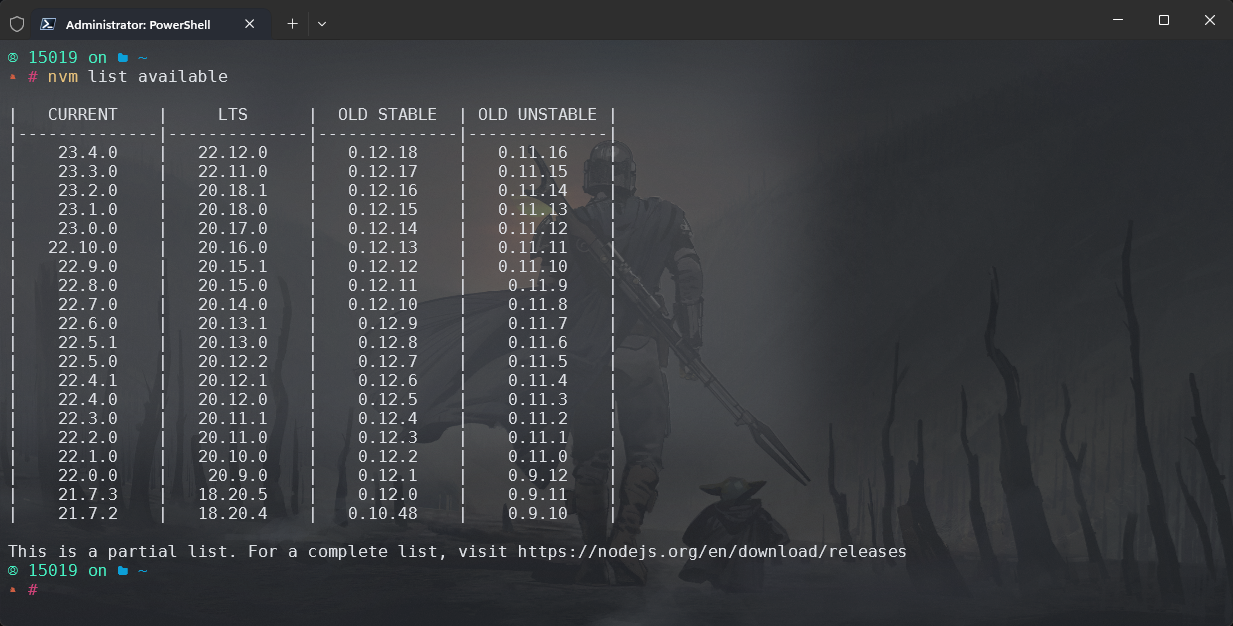 Administrator: PowerShell
15019 on ~
# nvm list available
| CURRENT | LTS | OLD STABLE | OLD UNSTABLE |
|--------------|--------------|--------------|--------------|
| 23.4.0 | 22.12.0 | 0.12.18 | 0.11.16 |
| 23.3.0 | 22.11.0 | 0.12.17 | 0.11.15 |
| 23.2.0 | 20.18.1 | 0.12.16 | 0.11.14 |
| 23.1.0 | 20.18.0 | 0.12.15 | 0.11.13 |
| 23.0.0 | 20.17.0 | 0.12.14 | 0.11.12 |
| 22.10.0 | 20.16.0 | 0.12.13 | 0.11.11 |
| 22.9.0 | 20.15.1 | 0.12.12 | 0.11.10 |
| 22.8.0 | 20.15.0 | 0.12.11 | 0.11.9 |
| 22.7.0 | 20.14.0 | 0.12.10 | 0.11.8 |
| 22.6.0 | 20.13.1 | 0.12.9 | 0.11.7 |
| 22.5.1 | 20.13.0 | 0.12.8 | 0.11.6 |
| 22.5.0 | 20.12.2 | 0.12.7 | 0.11.5 |
| 22.4.1 | 20.12.1 | 0.12.6 | 0.11.4 |
| 22.4.0 | 20.12.0 | 0.12.5 | 0.11.3 |
| 22.3.0 | 20.11.1 | 0.12.4 | 0.11.2 |
| 22.2.0 | 20.11.0 | 0.12.3 | 0.11.1 |
| 22.1.0 | 20.10.0 | 0.12.2 | 0.11.0 |
| 22.0.0 | 20.9.0 | 0.12.1 | 0.9.12 |
| 21.7.3 | 18.20.5 | 0.12.0 | 0.9.11 |
| 21.7.2 | 18.20.4 | 0.10.48 | 0.9.10 |
This is a partial list. For a complete list, visit https://nodejs.org/en/download/releases
15019 on ~
#